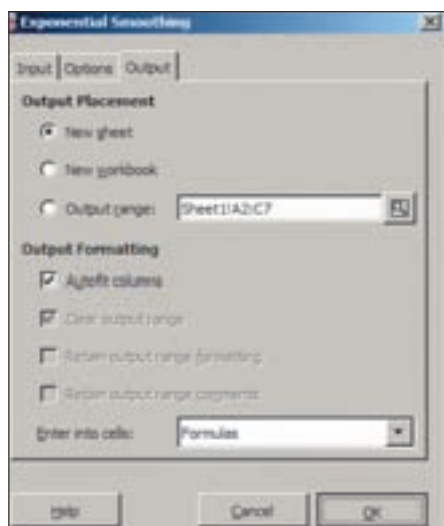 Exponential Smoothing
Input Options Output
Output Placement
New sheet
New workbook
Output range: Sheet1!A2:C7
Output Formatting
Autofit columns
Clear output range
Retain output range formatting
Retain output range comments
Enter into cells: Formulas
Help Cancel OK